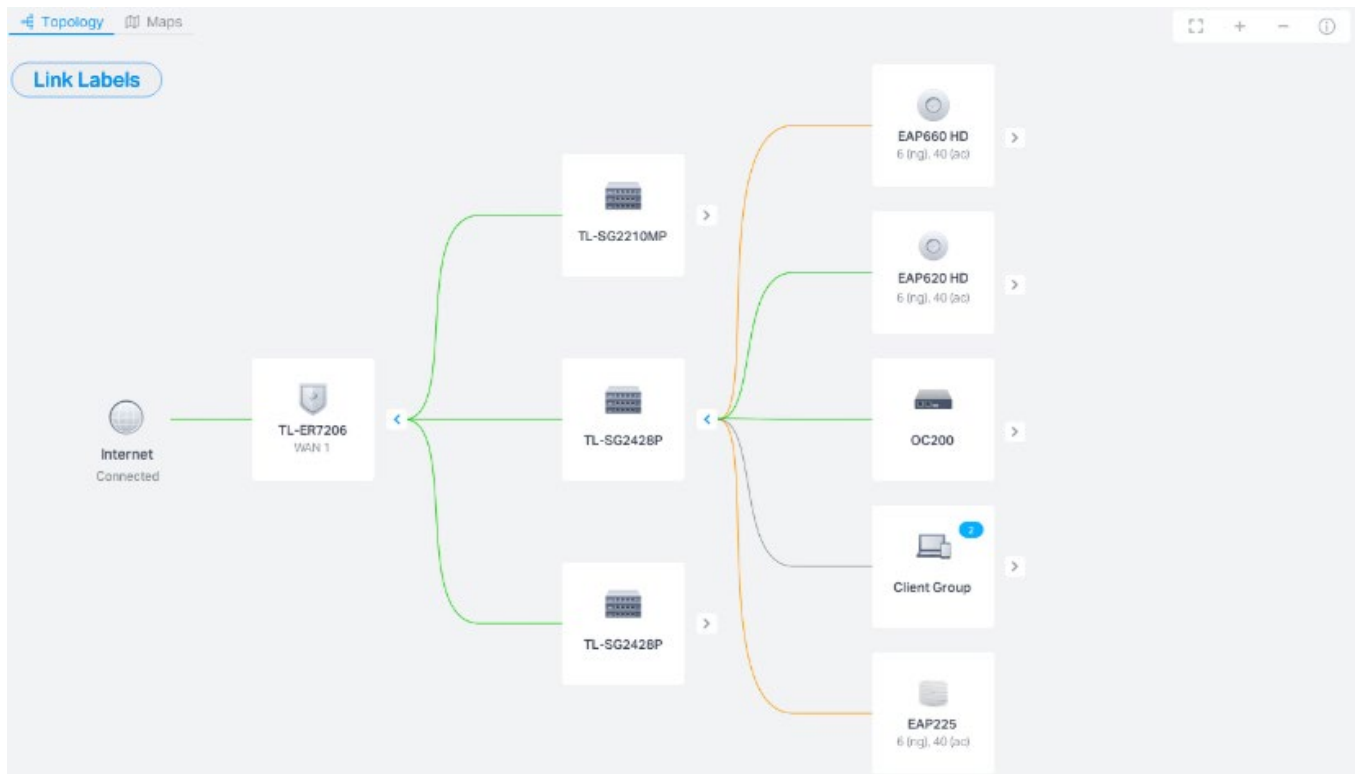 Topology
Maps
Link Labels
EAP660 HD
6 (ng), 40 (ac)
TL-SG2210MP
EAP620 HD
6 (ng), 40 (ac)
Internet
Connected
TL-ER7206
WAN 1
TL-SG2428P
OC200
2
Client Group
TL-SG2428P
EAP225
6 (ng), 40 (ac)